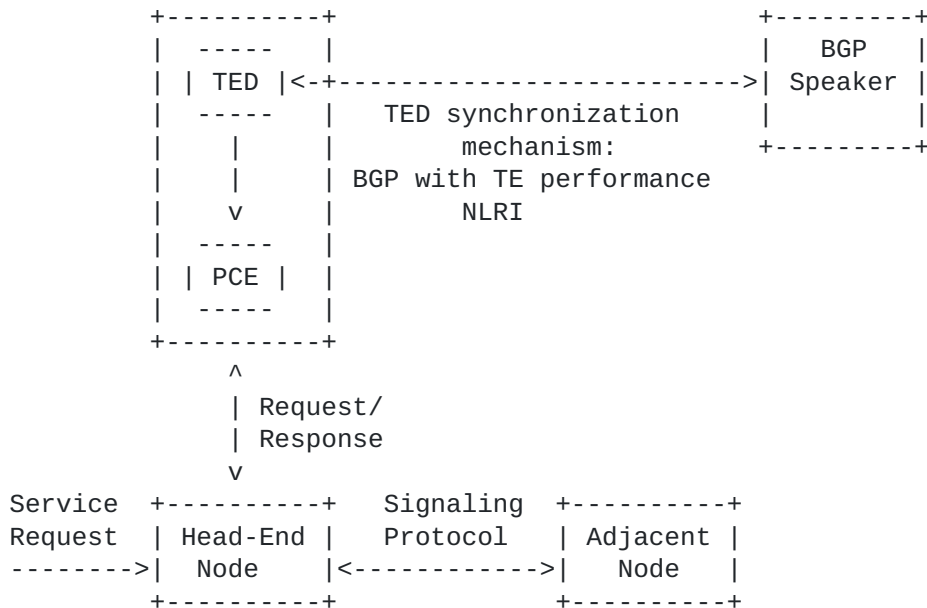 +----------+ +---------+
| ----- | | BGP |
| | TED |<-+-------------------------->| Speaker |
| ----- | TED synchronization | |
| | | mechanism: +---------+
| | | BGP with TE performance
| v | NLRI
| ----- |
| | PCE | |
| ----- |
+----------+
^
| Request/
| Response
v
Service +----------+ Signaling +----------+
Request | Head-End | Protocol | Adjacent |
-------->| Node |<------------>| Node |
+----------+ +----------+